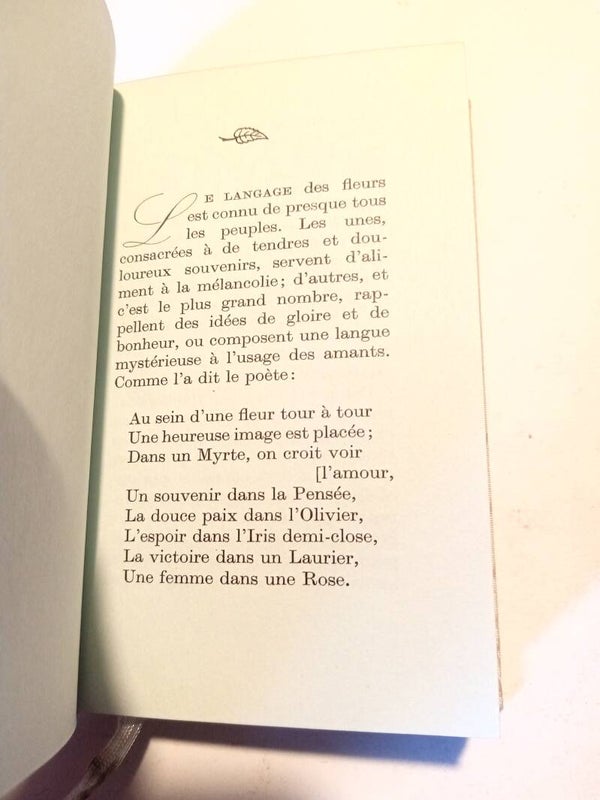 LE LANGAGE des fleurs
est connu de presque tous
les peuples. Les unes,
consacrées à de tendres et dou-
loureux souvenirs, servent d'ali-
ment à la mélancolie; d'autres, et
c'est le plus grand nombre, rap-
pellent des idées de gloire et de
bonheur, ou composent une langue
mystérieuse à l'usage des amants.
Comme l'a dit le poète:
Au sein d'une fleur tour à tour
Une heureuse image est placée;
Dans un Myrte, on croit voir
[l'amour,
Un souvenir dans la Pensée,
La douce paix dans l'Olivier,
L'espoir dans l'Iris demi-close,
La victoire dans un Laurier,
Une femme dans une Rose.